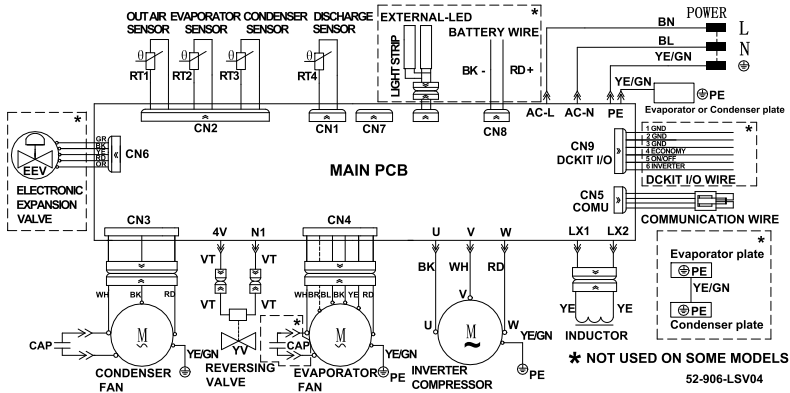 OUT AIR SENSOR
EVAPORATOR SENSOR
CONDENSER SENSOR
DISCHARGE SENSOR
θ RT1
θ RT2
θ RT3
θ RT4
EXTERNAL-LED
*
LIGHT STRIP
BATTERY WIRE
BK -
RD+
BN
BL
YE/GN
POWER
L
N
YE/GN
PE
Evaporator or Condenser plate
CN2
CN1
CN7
CN8
AC-L
AC-N
PE
*
EEV
ELECTRONIC
EXPANSION
VALVE
GR
BK
YE
RD
OR
CN6
MAIN PCB
CN9
DCKIT I/O
1 GND
2 GND
3 GND
4 ECONOMY
5 ON/OFF
6 INVERTER
*
DCKIT I/O WIRE
CN5
COMU
COMMUNICATION WIRE
CN3
4V
N1
CN4
U
V
W
LX1
LX2
VT
VT
VT
VT
BK
WH
RD
WH
BK
RD
WH
BR
BL
BK
YE
RD
CAP
M
YE/GN
CONDENSER
FAN
YV
REVERSING
VALVE
*
CAP
M
YE/GN
PE
EVAPORATOR
FAN
U
V
W
M
YE/GN
PE
INVERTER
COMPRESSOR
YE
YE
INDUCTOR
*
Evaporator plate
PE
YE/GN
PE
Condenser plate
* NOT USED ON SOME MODELS
52-906-LSV04